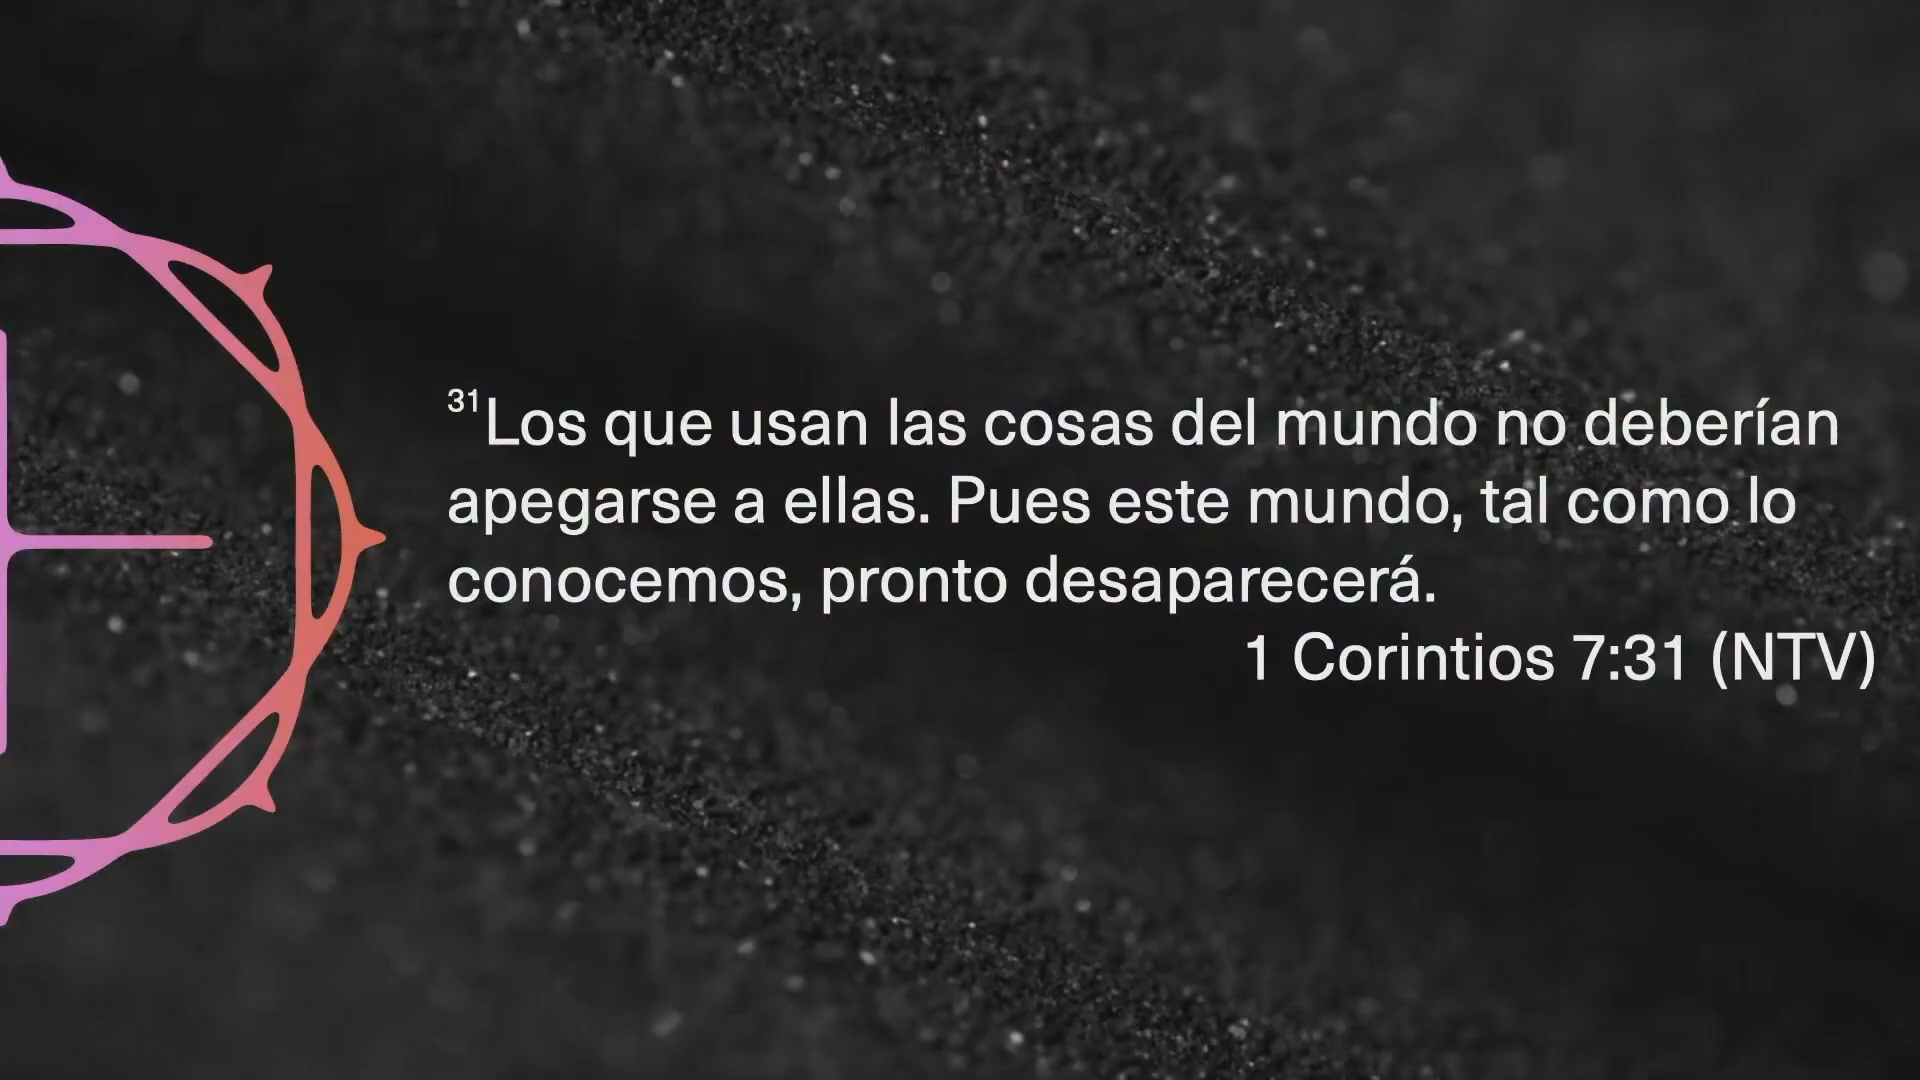 ³¹Los que usan las cosas del mundo no deberían
apegarse a ellas. Pues este mundo, tal como lo
conocemos, pronto desaparecerá.
1 Corintios 7:31 (NTV)